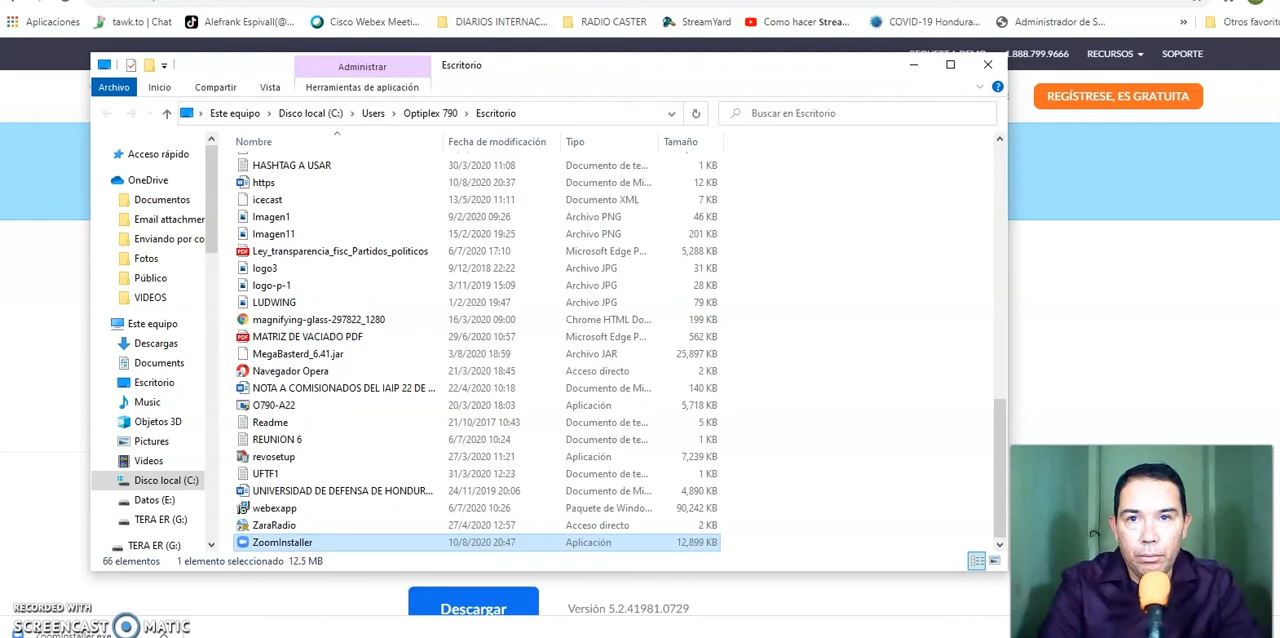 Aplicaciones tawk.to | Chat Alefrank Espivall(@... Cisco Webex Meeti... DIARIOS INTERNAC... RADIO CASTER StreamYard Como hacer Strea... COVID-19 Hondura... Administrador de S... » Otros favorito
1.888.799.9666 RECURSOS SOPORTE
REGÍSTRESE, ES GRATUITA
Administrar Escritorio
Archivo Inicio Compartir Vista Herramientas de aplicación
Este equipo > Disco local (C:) > Users > Optiplex 790 > Escritorio Buscar en Escritorio
Nombre Fecha de modificación Tipo Tamaño
Acceso rápido
OneDrive
Documentos
Email attachmer
Enviando por co
Fotos
Público
VIDEOS
Este equipo
Descargas
Documents
Escritorio
Music
Objetos 3D
Pictures
Videos
Disco local (C:)
Datos (E:)
TERA ER (G:)
TERA ER (G:)
HASHTAG A USAR 30/3/2020 11:08 Documento de te... 1 KB
https 10/8/2020 20:37 Documento de Mi... 12 KB
icecast 13/5/2020 11:11 Documento XML 7 KB
Imagen1 9/2/2020 09:26 Archivo PNG 46 KB
Imagen11 15/2/2020 19:25 Archivo PNG 201 KB
Ley_transparencia_fisc_Partidos_politicos 6/7/2020 17:10 Microsoft Edge P... 5,288 KB
logo3 9/12/2018 22:22 Archivo JPG 31 KB
logo-p-1 3/11/2019 15:09 Archivo JPG 28 KB
LUDWING 1/2/2020 19:47 Archivo JPG 79 KB
magnifying-glass-297822_1280 16/3/2020 09:00 Chrome HTML Do... 199 KB
MATRIZ DE VACIADO PDF 29/6/2020 10:57 Microsoft Edge P... 562 KB
MegaBasterd_6.41.jar 3/8/2020 18:59 Archivo JAR 25,897 KB
Navegador Opera 21/3/2020 18:45 Acceso directo 2 KB
NOTA A COMISIONADOS DEL IAIP 22 DE ... 22/4/2020 10:18 Documento de Mi... 140 KB
O790-A22 20/3/2020 18:03 Aplicación 5,718 KB
Readme 21/10/2017 10:43 Documento de te... 5 KB
REUNION 6 6/7/2020 10:24 Documento de te... 1 KB
revosetup 27/3/2020 11:21 Aplicación 7,239 KB
UFTF1 31/3/2020 12:23 Documento de te... 1 KB
UNIVERSIDAD DE DEFENSA DE HONDUR... 24/11/2019 20:06 Documento de Mi... 4,890 KB
webexapp 6/7/2020 10:26 Paquete de Windo... 90,242 KB
ZaraRadio 27/4/2020 12:57 Acceso directo 2 KB
ZoomInstaller 10/8/2020 20:47 Aplicación 12,899 KB
66 elementos 1 elemento seleccionado 12.5 MB
Descargar Versión 5.2.41981.0729
RECORDED WITH
SCREENCAST MATIC